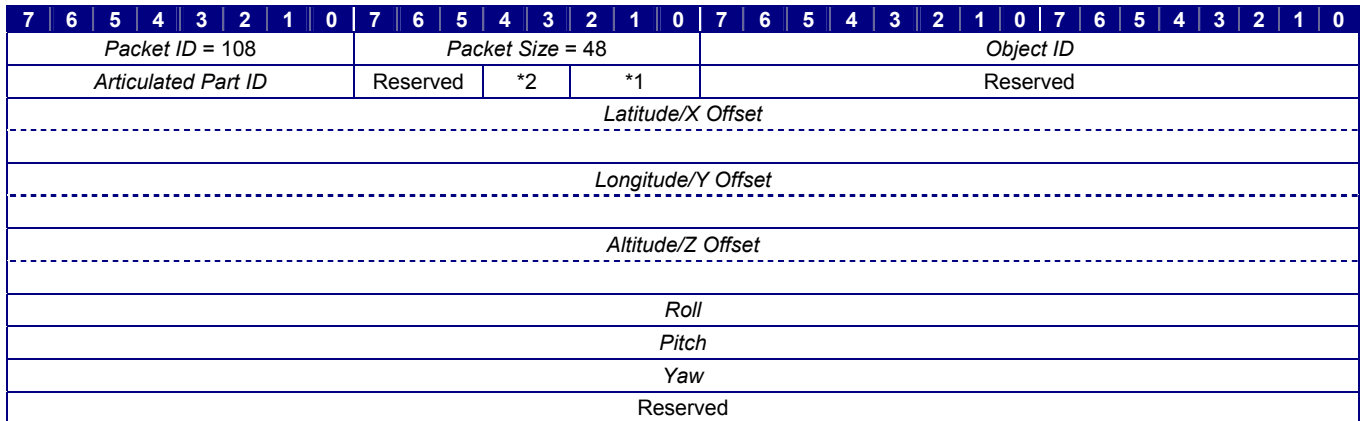 7 6 5 4 3 2 1 0 7 6 5 4 3 2 1 0 7 6 5 4 3 2 1 0 7 6 5 4 3 2 1 0
Packet ID = 108 Packet Size = 48 Object ID
Articulated Part ID Reserved *2 *1 Reserved
Latitude/X Offset
Longitude/Y Offset
Altitude/Z Offset
Roll
Pitch
Yaw
Reserved